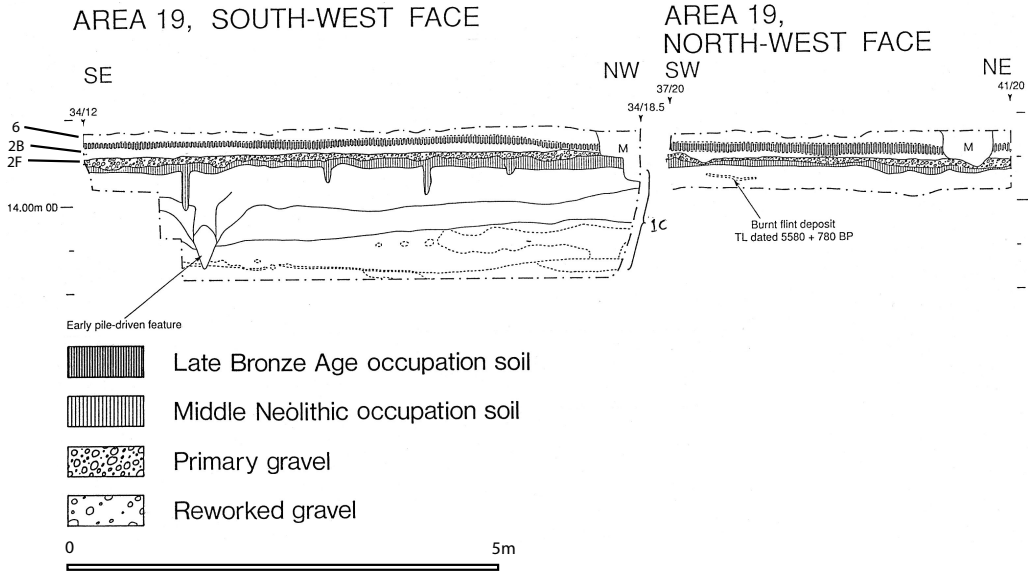 AREA 19, SOUTH-WEST FACE
AREA 19,
NORTH-WEST FACE
SE
NW
SW
NE
34/12
34/18.5
37/20
41/20
6
2B
2F
M
M
14.00m OD
1C
Burnt flint deposit
TL dated 5580 + 780 BP
Early pile-driven feature
Late Bronze Age occupation soil
Middle Neolithic occupation soil
Primary gravel
Reworked gravel
0
5m